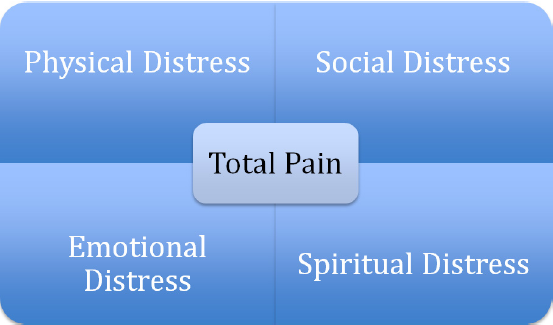 Physical Distress
Social Distress
Total Pain
Emotional
Distress
Spiritual Distress